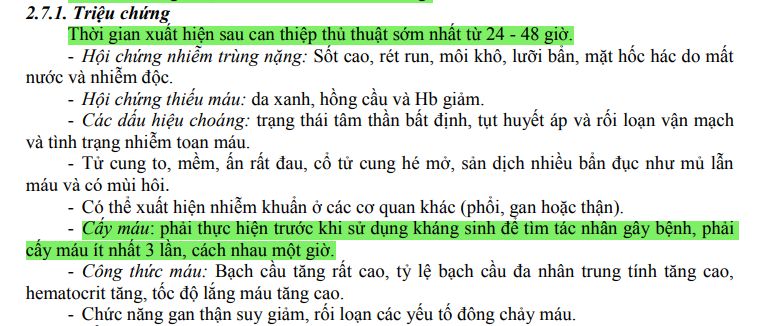 2.7.1. Triệu chứng
Thời gian xuất hiện sau can thiệp thủ thuật sớm nhất từ 24 - 48 giờ.
- Hội chứng nhiễm trùng nặng: Sốt cao, rét run, môi khô, lưỡi bẩn, mặt hốc hác do mất
nước và nhiễm độc.
- Hội chứng thiếu máu: da xanh, hồng cầu và Hb giảm.
- Các dấu hiệu choáng: trạng thái tâm thần bất định, tụt huyết áp và rối loạn vận mạch
và tình trạng nhiễm toan máu.
- Tử cung to, mềm, ấn rất đau, cổ tử cung hé mở, sản dịch nhiều bẩn đục như mủ lẫn
máu và có mùi hôi.
- Có thể xuất hiện nhiễm khuẩn ở các cơ quan khác (phổi, gan hoặc thận).
- Cấy máu: phải thực hiện trước khi sử dụng kháng sinh để tìm tác nhân gây bệnh, phải
cấy máu ít nhất 3 lần, cách nhau một giờ.
- Công thức máu: Bạch cầu tăng rất cao, tỷ lệ bạch cầu đa nhân trung tính tăng cao,
hematocrit tăng, tốc độ lắng máu tăng cao.
- Chức năng gan thận suy giảm, rối loạn các yếu tố đông chảy máu.